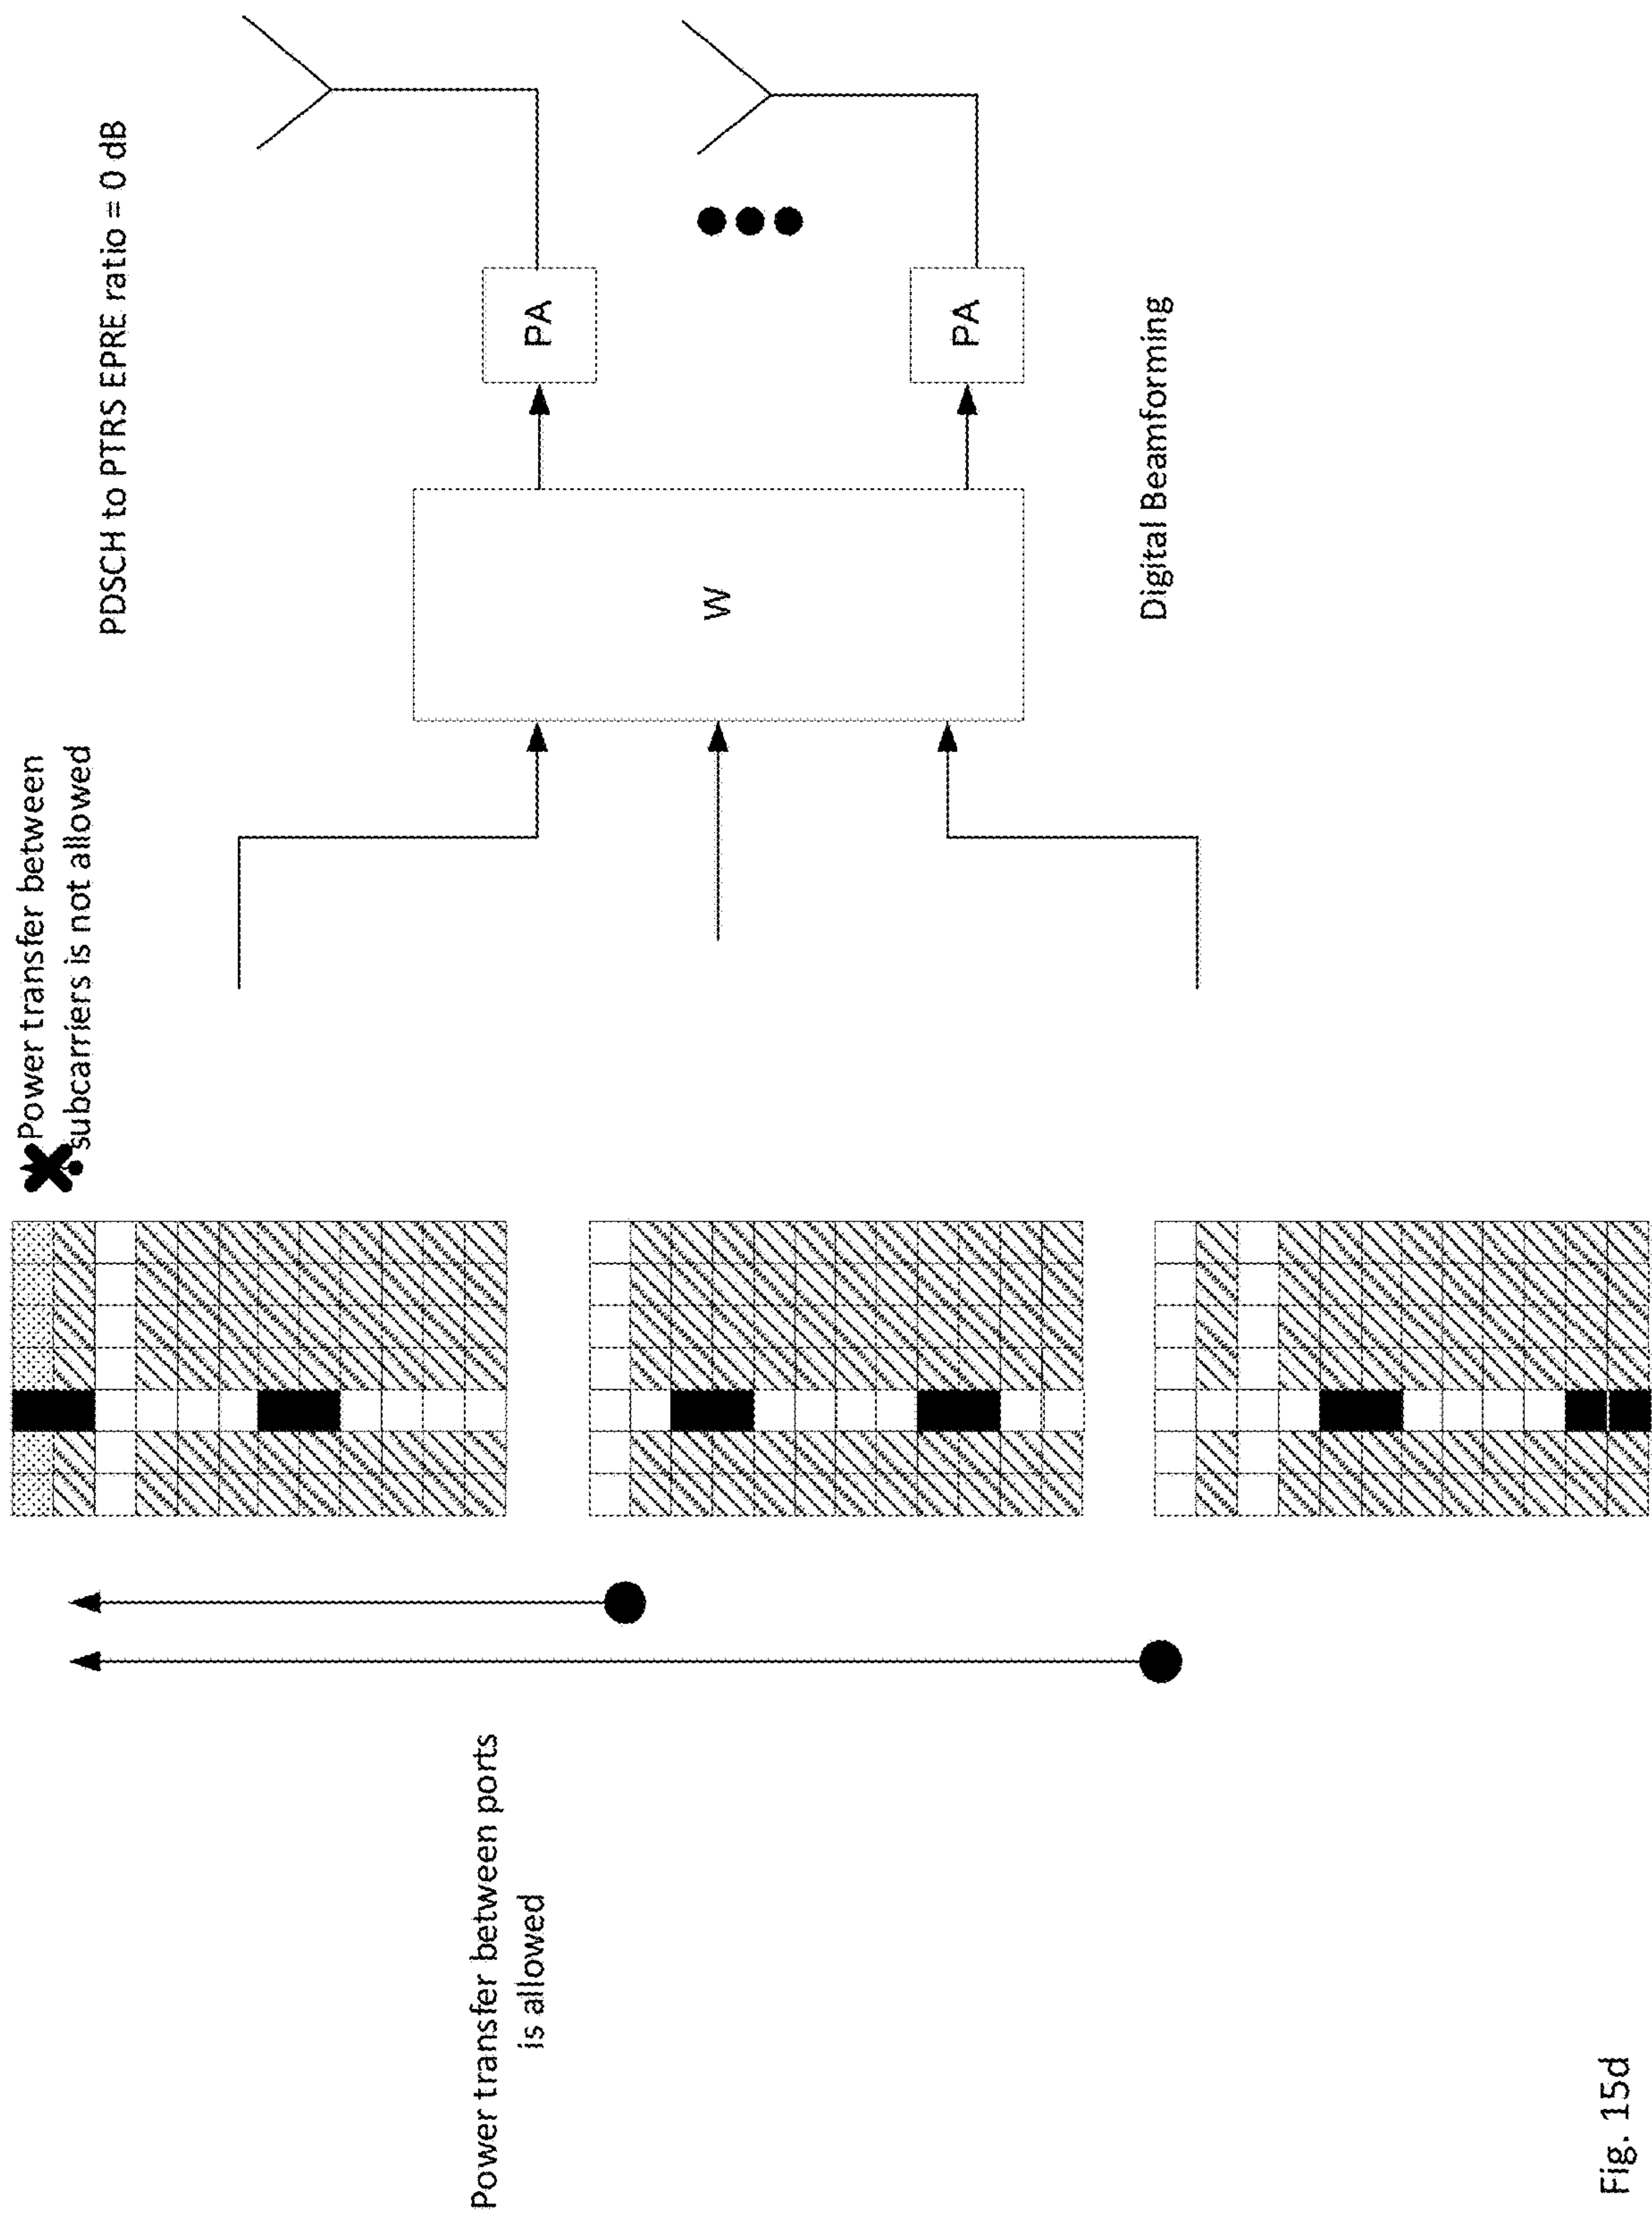 Power transfer between
subcarriers is not allowed
PDSCH to PTRS EPRE ratio = 0 dB
PA
PA
W
Digital Beamforming
Power transfer between ports
is allowed
Fig. 15d